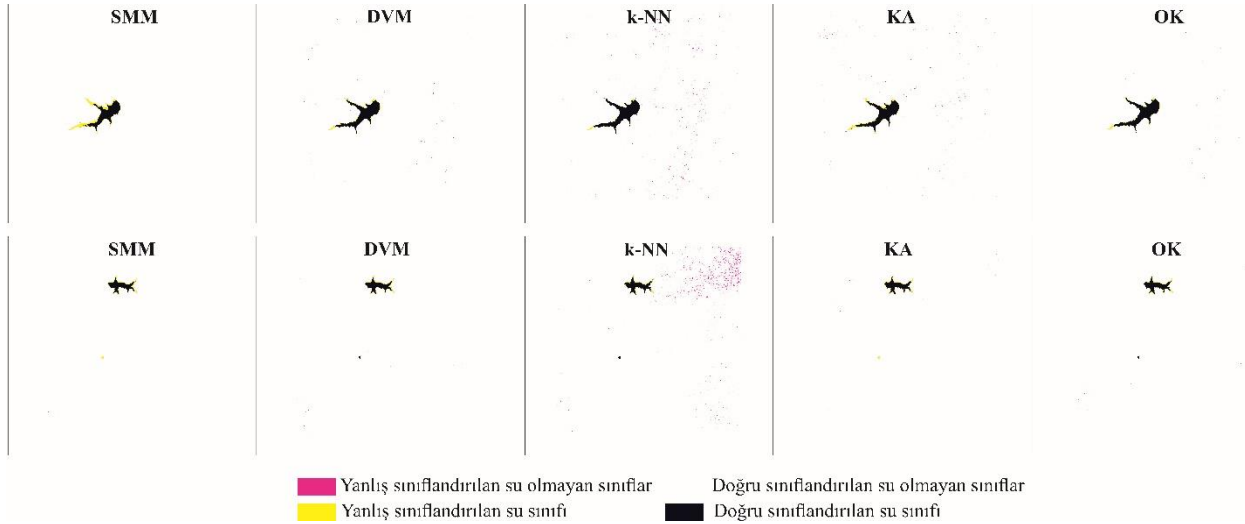 SMM DVM k-NN KA OK
SMM DVM k-NN KA OK
Yanlış sınıflandırılan su olmayan sınıflar Doğru sınıflandırılan su olmayan sınıflar
Yanlış sınıflandırılan su sınıfı Doğru sınıflandırılan su sınıfı